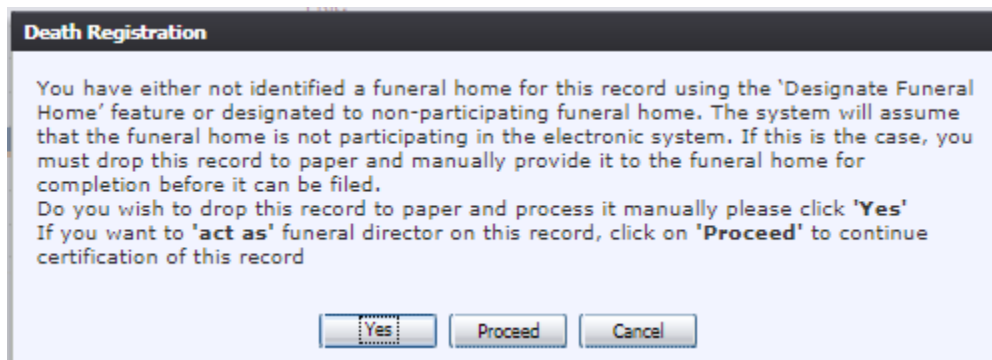 Death Registration
You have either not identified a funeral home for this record using the 'Designate Funeral
Home' feature or designated to non-participating funeral home. The system will assume
that the funeral home is not participating in the electronic system. If this is the case, you
must drop this record to paper and manually provide it to the funeral home for
completion before it can be filed.
Do you wish to drop this record to paper and process it manually please click 'Yes'
If you want to 'act as' funeral director on this record, click on 'Proceed' to continue
certification of this record
Yes Proceed Cancel